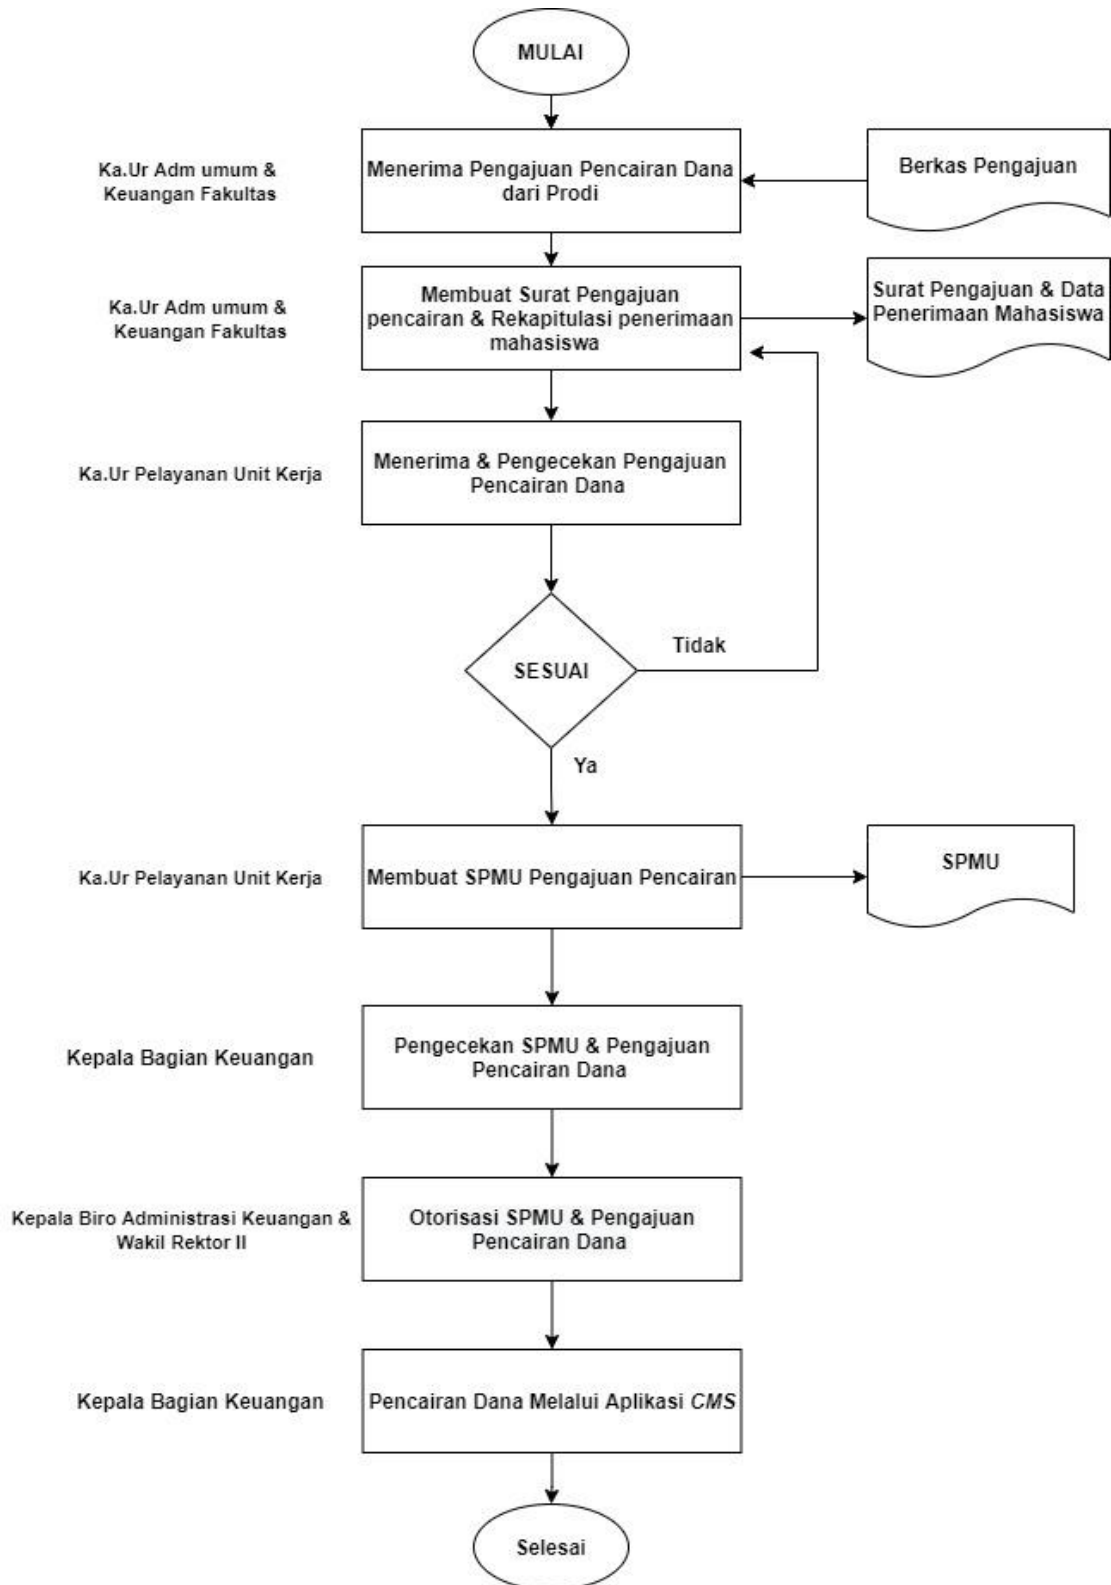 MULAI
Ka.Ur Adm umum &
Keuangan Fakultas
Menerima Pengajuan Pencairan Dana
dari Prodi
Berkas Pengajuan
Ka.Ur Adm umum &
Keuangan Fakultas
Membuat Surat Pengajuan
pencairan & Rekapitulasi penerimaan
mahasiswa
Surat Pengajuan & Data
Penerimaan Mahasiswa
Ka.Ur Pelayanan Unit Kerja
Menerima & Pengecekan Pengajuan
Pencairan Dana
SESUAI
Tidak
Ya
Ka.Ur Pelayanan Unit Kerja
Membuat SPMU Pengajuan Pencairan
SPMU
Kepala Bagian Keuangan
Pengecekan SPMU & Pengajuan
Pencairan Dana
Kepala Biro Administrasi Keuangan &
Wakil Rektor II
Otorisasi SPMU & Pengajuan
Pencairan Dana
Kepala Bagian Keuangan
Pencairan Dana Melalui Aplikasi CMS
Selesai